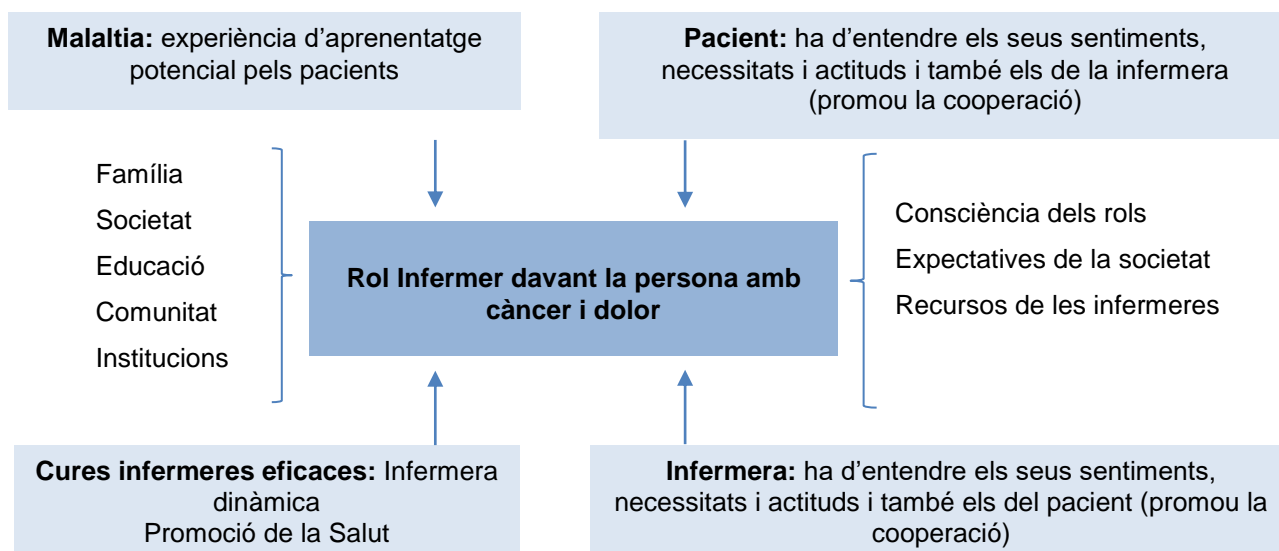 Malaltia: experiència d’aprenentatge
potencial pels pacients
Pacient: ha d’entendre els seus sentiments,
necessitats i actituds i també els de la infermera
(promou la cooperació)
Família
Societat
Educació
Comunitat
Institucions
Rol Infermer davant la persona amb
càncer i dolor
Consciència dels rols
Expectatives de la societat
Recursos de les infermeres
Cures infermeres eficaces: Infermera
dinàmica
Promoció de la Salut
Infermera: ha d’entendre els seus sentiments,
necessitats i actituds i també els del pacient (promou la
cooperació)